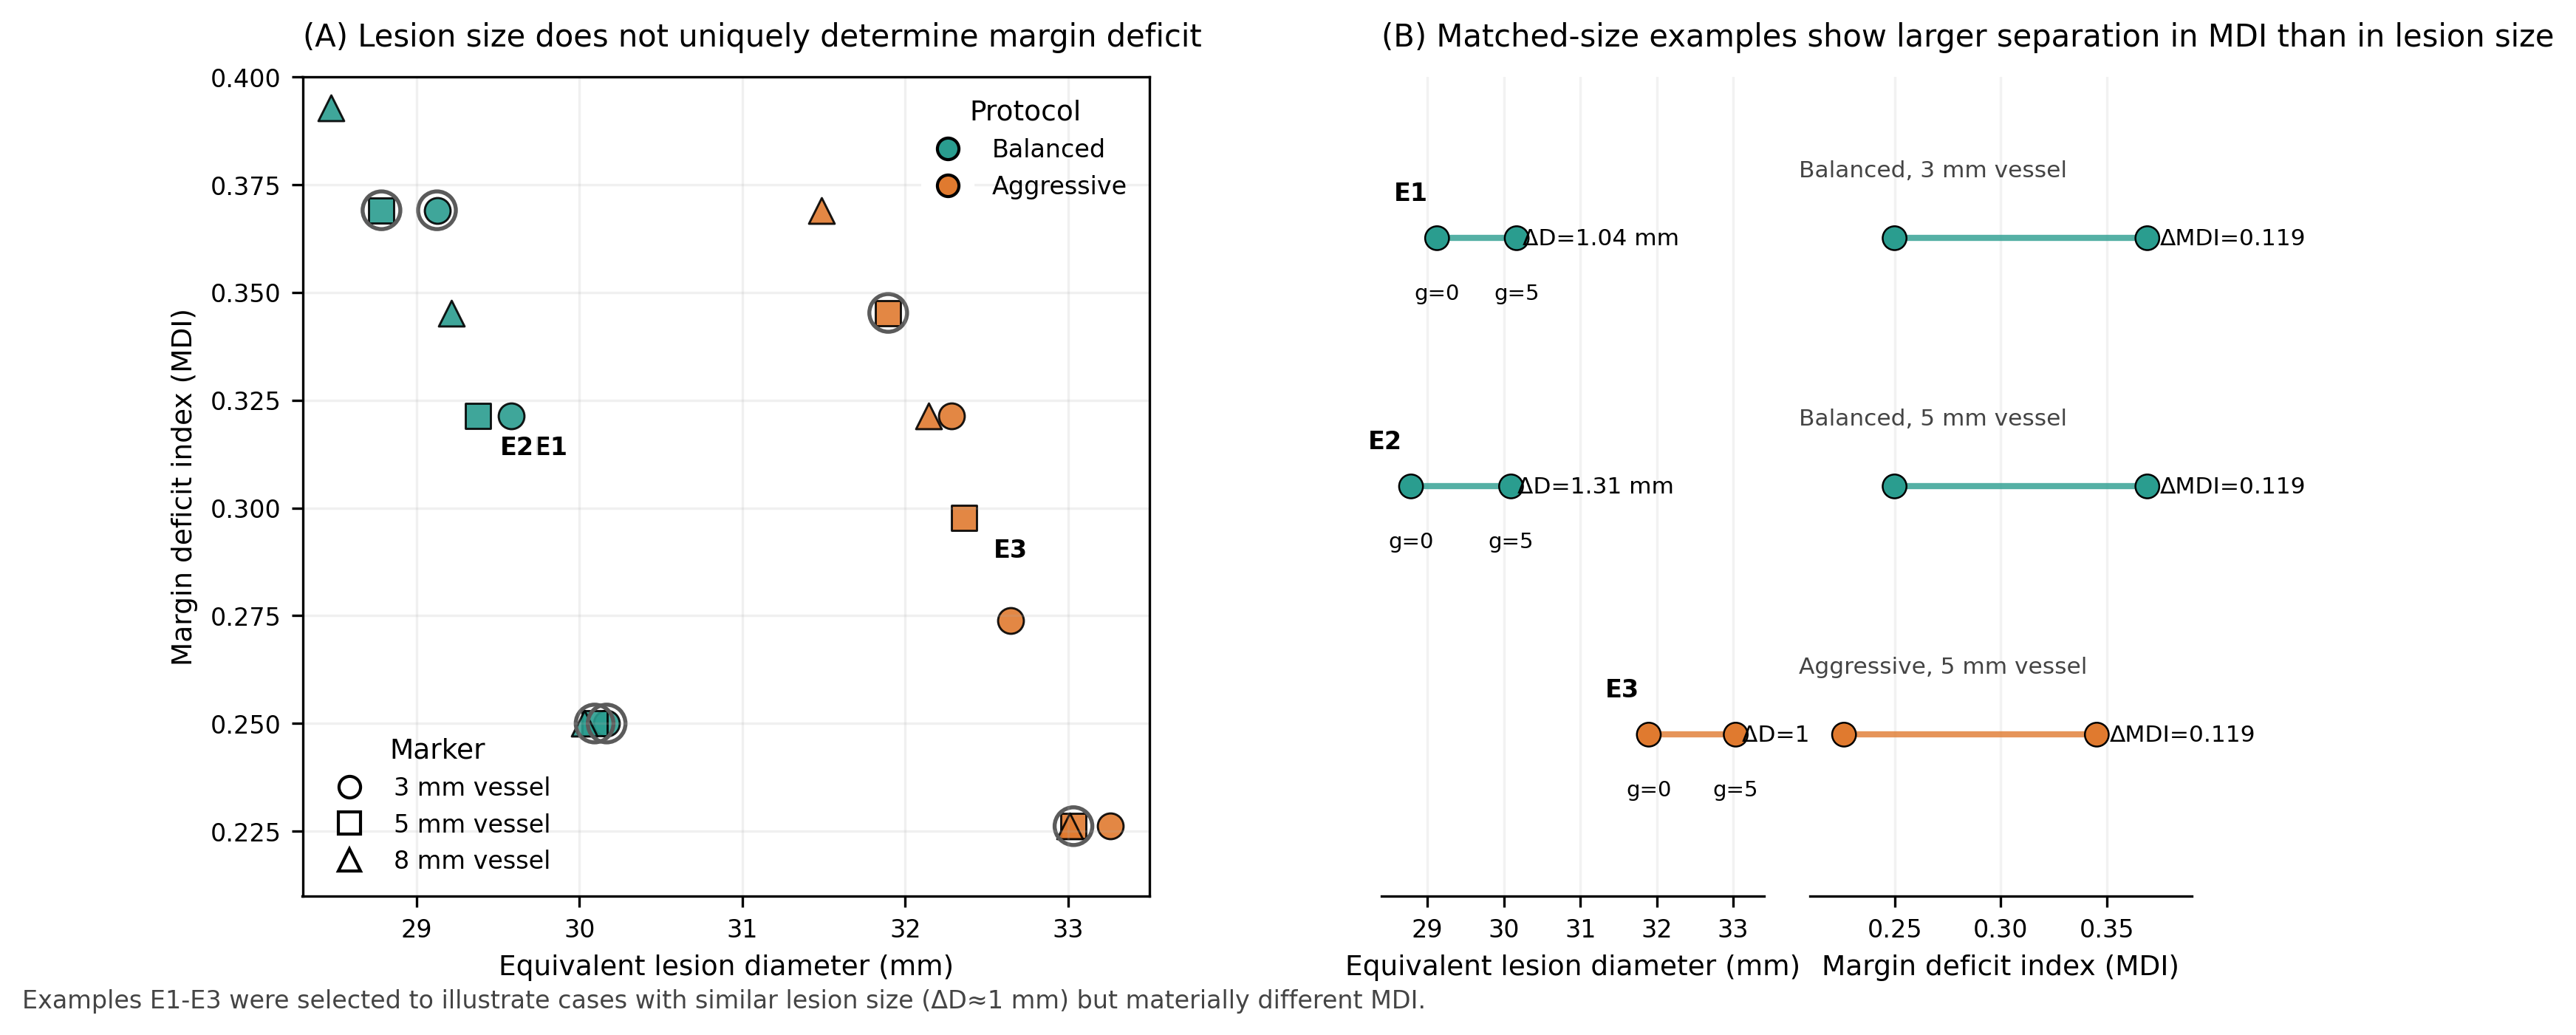 (A) Lesion size does not uniquely determine margin deficit
Margin deficit index (MDI)
0.400
0.375
0.350
0.325
0.300
0.275
0.250
0.225
Protocol
Balanced
Aggressive
E2
E1
E3
Marker
3 mm vessel
5 mm vessel
8 mm vessel
29
30
31
32
33
Equivalent lesion diameter (mm)
(B) Matched-size examples show larger separation in MDI than in lesion size
Balanced, 3 mm vessel
E1
ΔD=1.04 mm
ΔMDI=0.119
g=0
g=5
Balanced, 5 mm vessel
E2
ΔD=1.31 mm
ΔMDI=0.119
g=0
g=5
Aggressive, 5 mm vessel
E3
ΔD=1
ΔMDI=0.119
g=0
g=5
29
30
31
32
33
Equivalent lesion diameter (mm)
0.25
0.30
0.35
Margin deficit index (MDI)
Examples E1-E3 were selected to illustrate cases with similar lesion size (ΔD≈1 mm) but materially different MDI.